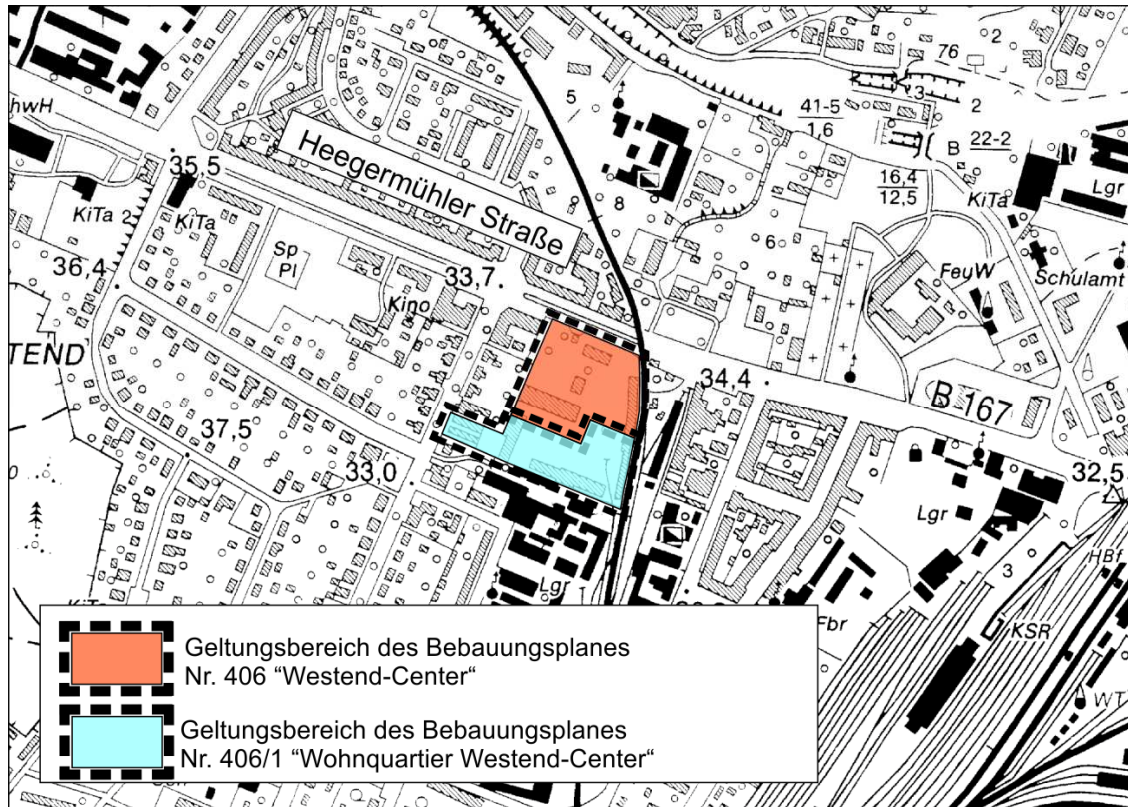 76
2
5
3
2
41-5
1,6
B
22-2
hwH
Heegermühler Straße
35,5
8
16,4
12,5
KiTa
Lgr
KiTa
2
KiTa
6
Sp
Pl
36,4
33,7
FeuW
Schulamt
Kino
TEND
34,4
B 167
37,5
33,0
32,5
Lgr
HBf
Lgr
3
KSR
Fbr
WT
Geltungsbereich des Bebauungsplanes
Nr. 406 “Westend-Center“
Geltungsbereich des Bebauungsplanes
Nr. 406/1 “Wohnquartier Westend-Center“